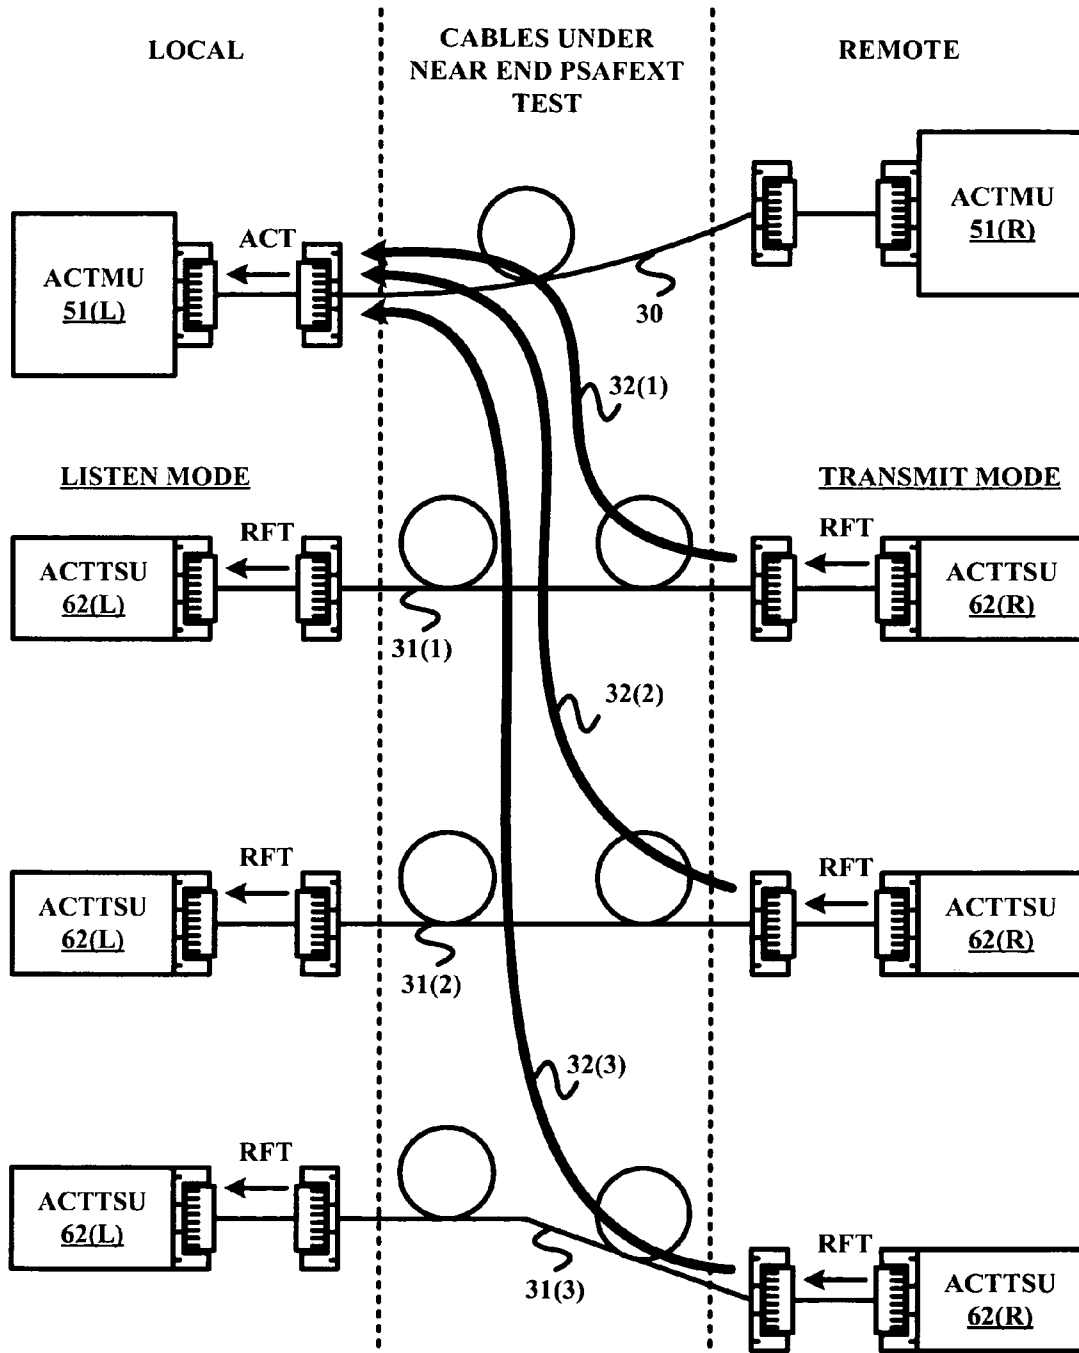 LOCAL
CABLES UNDER
NEAR END PSAFEXT
TEST
REMOTE
ACTMU
51(L)
ACT
ACTMU
51(R)
30
32(1)
LISTEN MODE
TRANSMIT MODE
RFT
RFT
ACTTSU
62(L)
ACTTSU
62(R)
31(1)
32(2)
RFT
RFT
ACTTSU
62(L)
ACTTSU
62(R)
31(2)
32(3)
RFT
ACTTSU
62(L)
RFT
31(3)
ACTTSU
62(R)